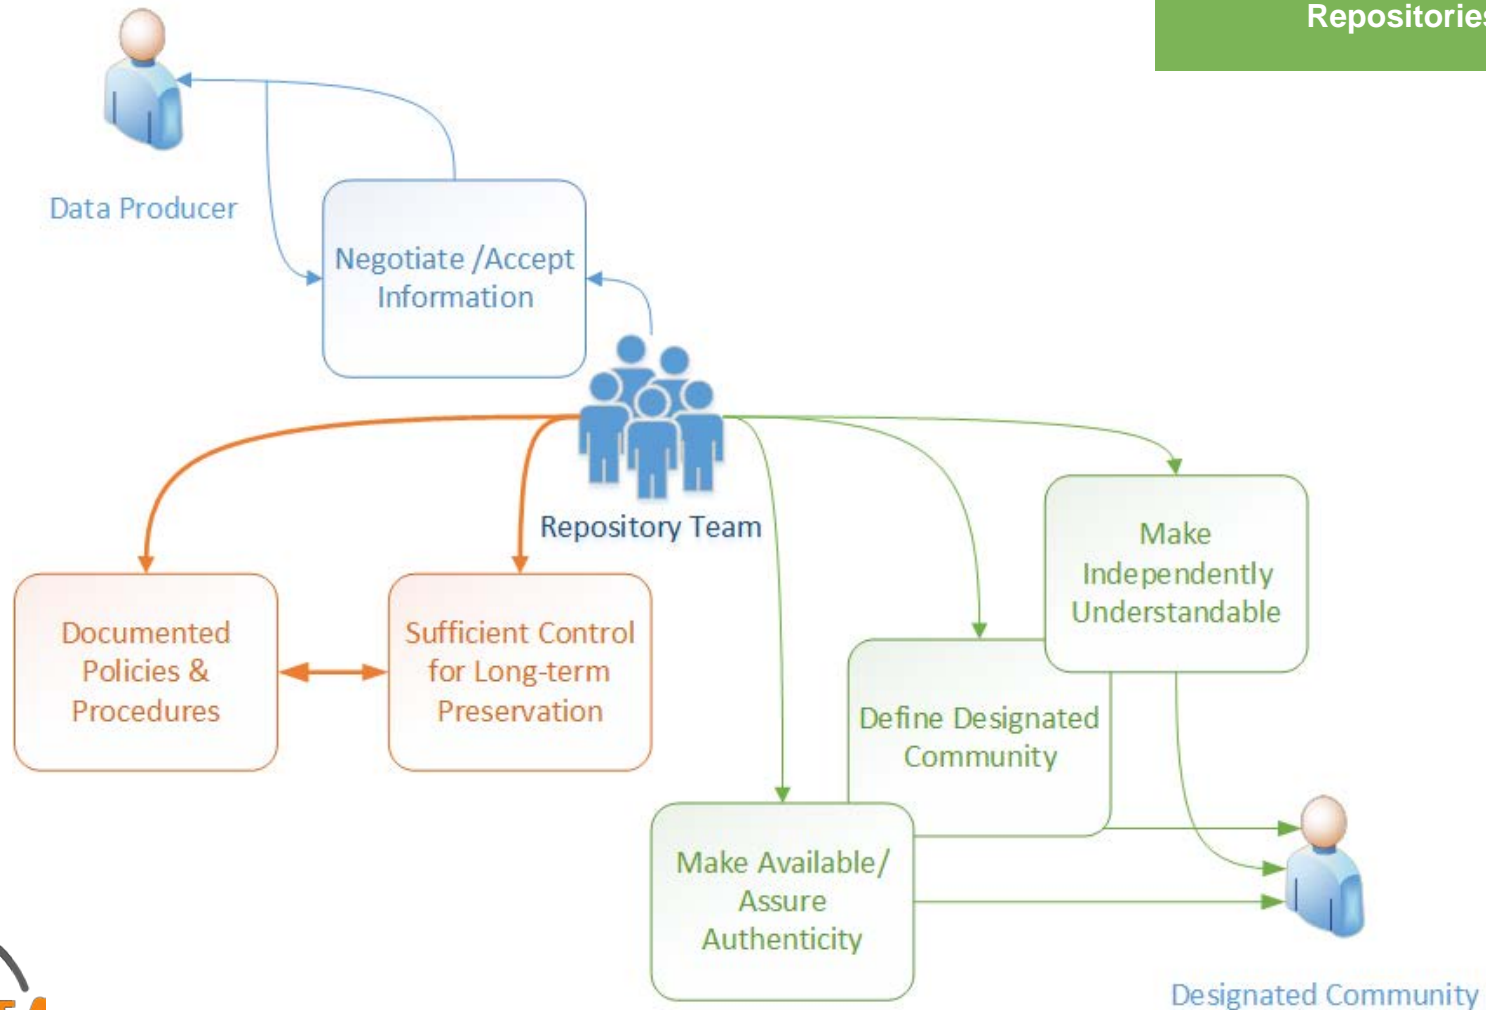 Repositories
Data Producer
Negotiate /Accept
Information
Repository Team
Documented
Policies &
Procedures
Sufficient Control
for Long-term
Preservation
Make
Independently
Understandable
Define Designated
Community
Make Available/
Assure
Authenticity
Designated Community